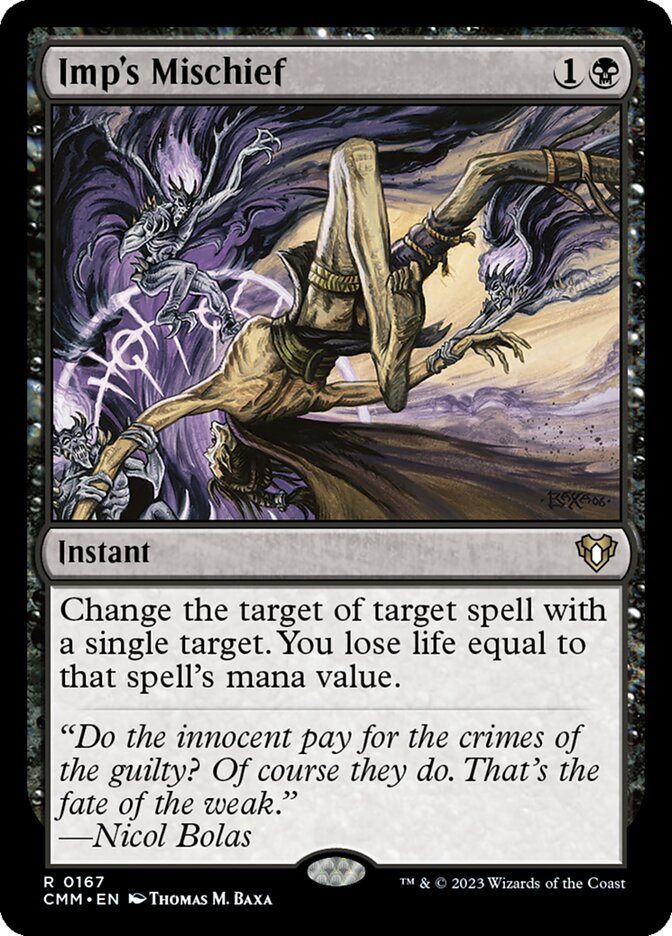 Imp's Mischief 1
BAXA06
Instant
Change the target of target spell with
a single target. You lose life equal to
that spell's mana value.
“Do the innocent pay for the crimes of
the guilty? Of course they do. That's the
fate of the weak.”
—Nicol Bolas
R 0167
CMM • EN Thomas M. Baxa
™ & © 2023 Wizards of the Coast